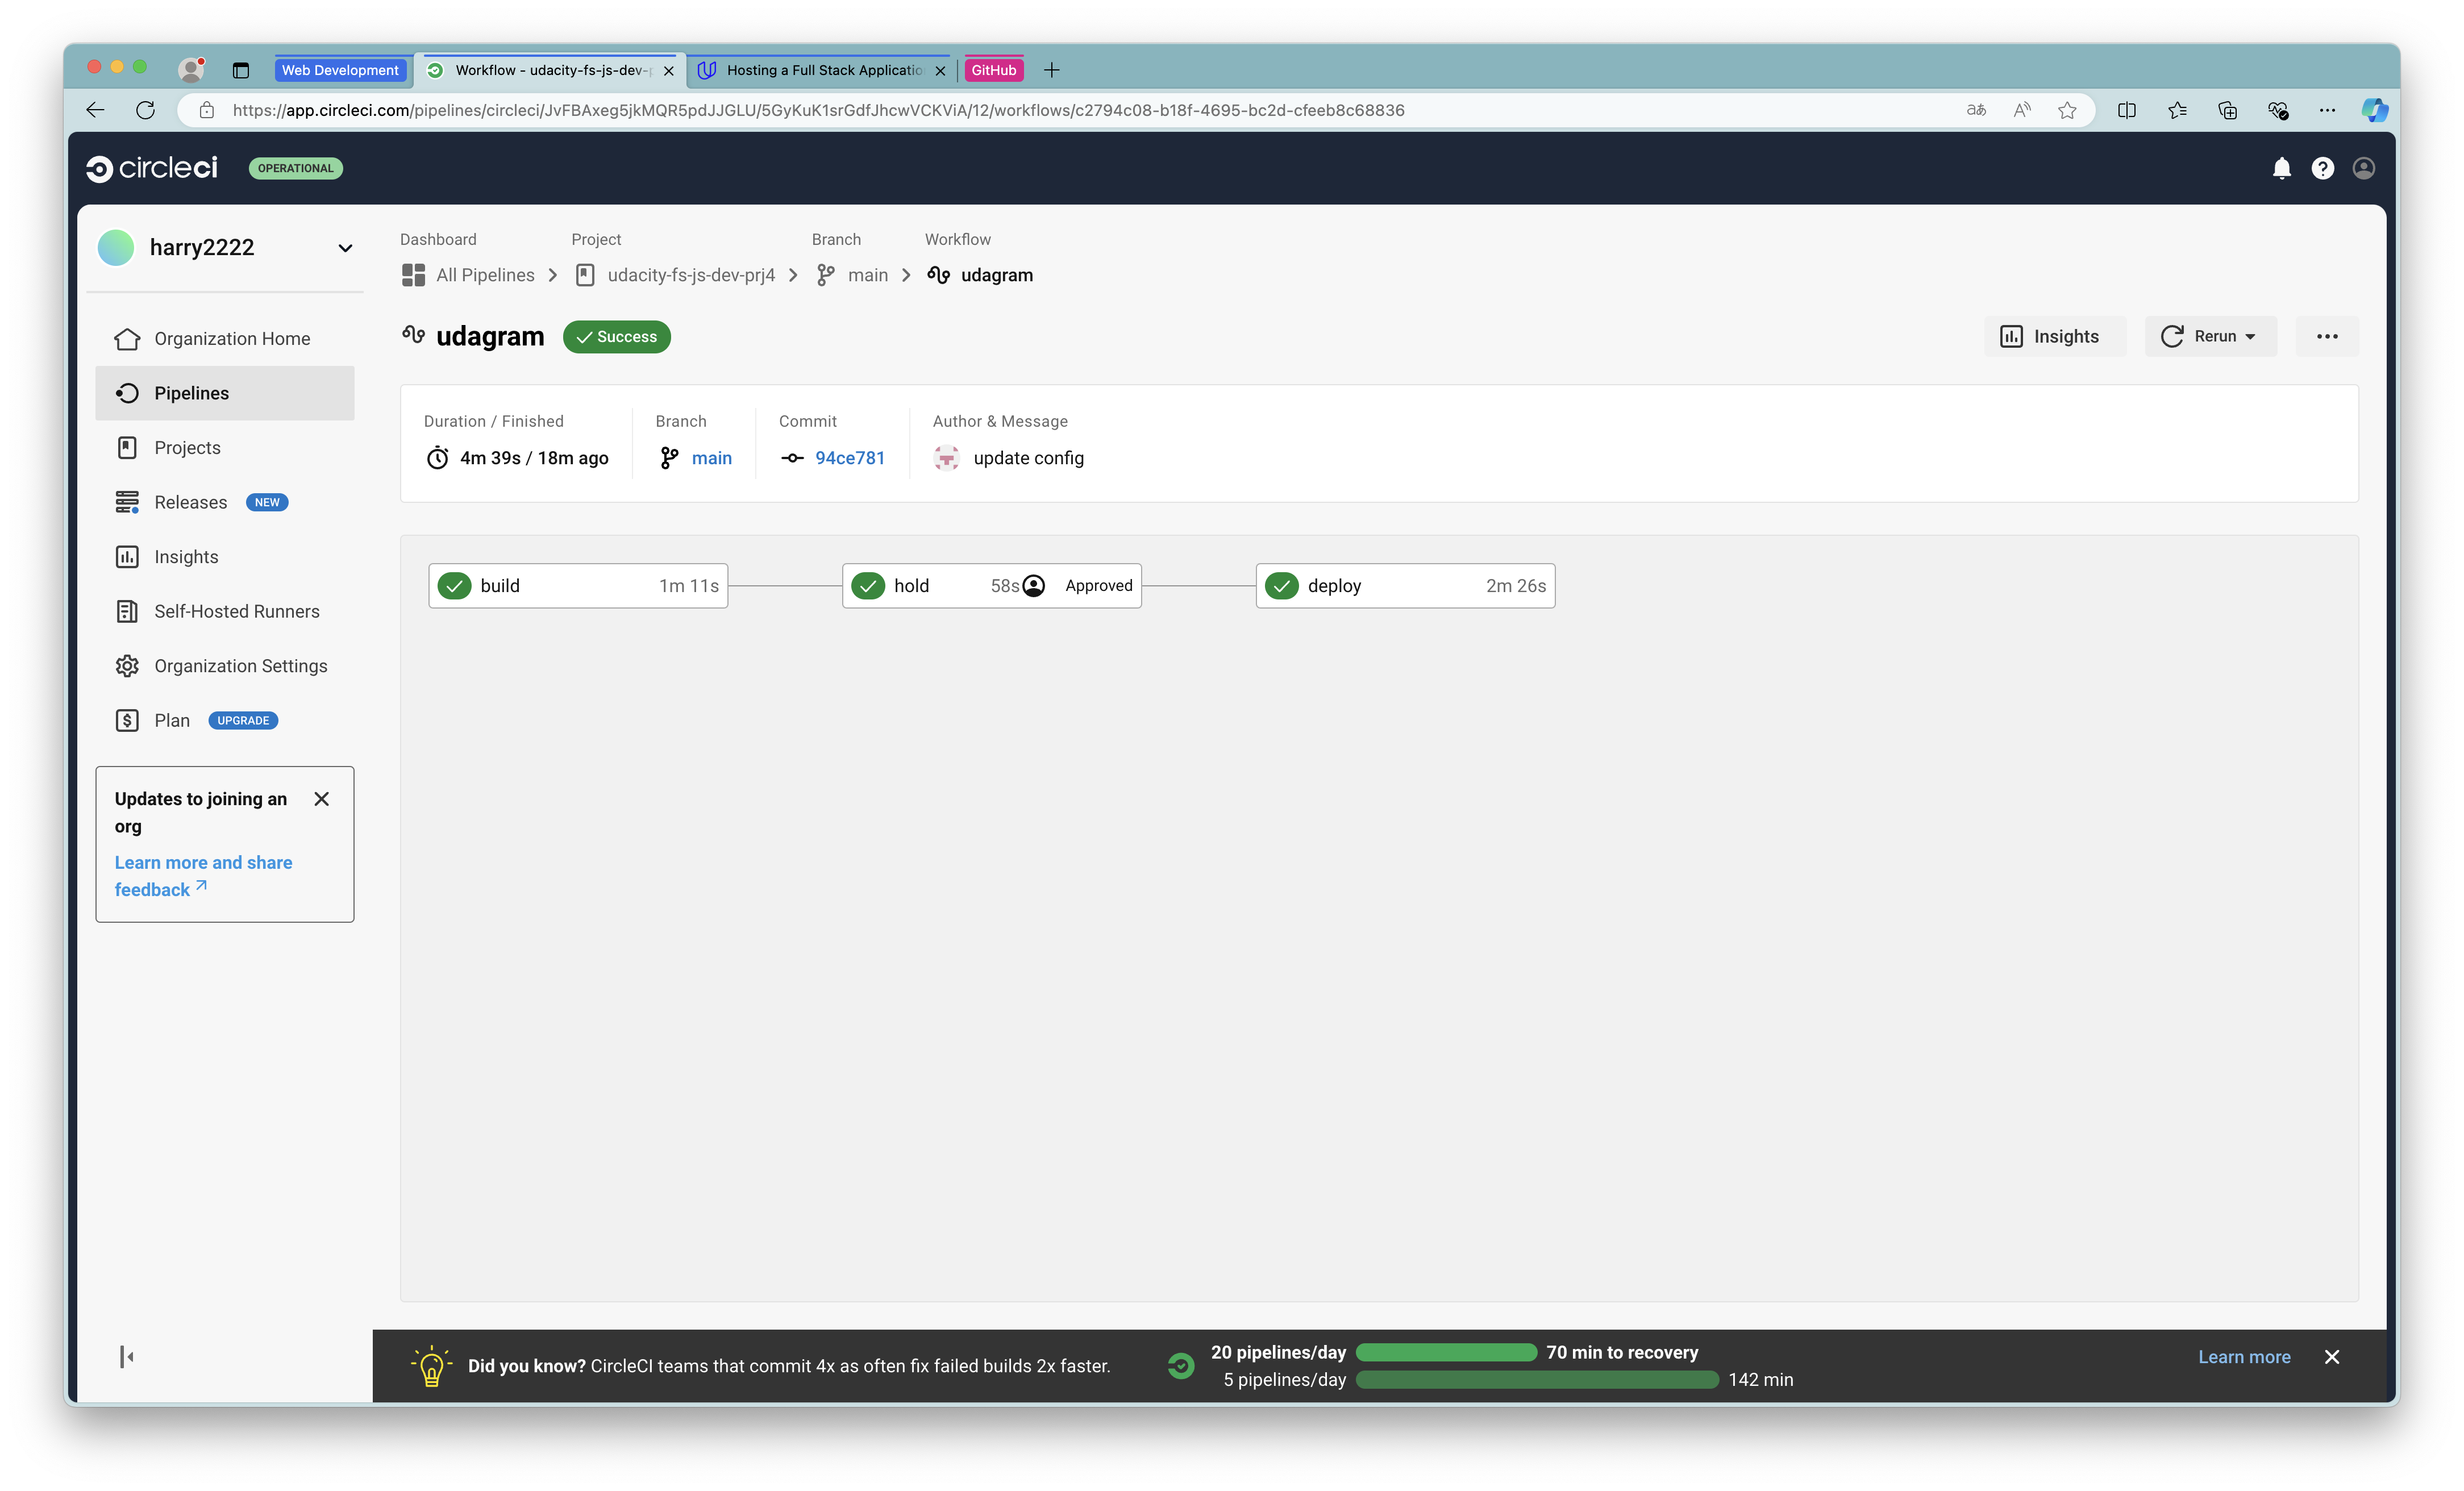 Web Development
Workflow - udacity-fs-js-dev-p
Hosting a Full Stack Applicatio
GitHub
https://app.circleci.com/pipelines/circleci/JvFBAxeg5jkMQR5pdJJGLU/5GyKuK1srGdfJhcwVCKViA/12/workflows/c2794c08-b18f-4695-bc2d-cfeeb8c68836
circleci
OPERATIONAL
harry2222
Organization Home
Pipelines
Projects
Releases NEW
Insights
Self-Hosted Runners
Organization Settings
Plan UPGRADE
Updates to joining an
org
Learn more and share
feedback
Dashboard Project Branch Workflow
All Pipelines udacity-fs-js-dev-prj4 main udagram
udagram Success
Insights Rerun
Duration / Finished Branch Commit Author & Message
4m 39s / 18m ago main 94ce781 update config
build 1m 11s hold 58s Approved deploy 2m 26s
Did you know? CircleCI teams that commit 4x as often fix failed builds 2x faster.
20 pipelines/day 70 min to recovery
5 pipelines/day 142 min
Learn more